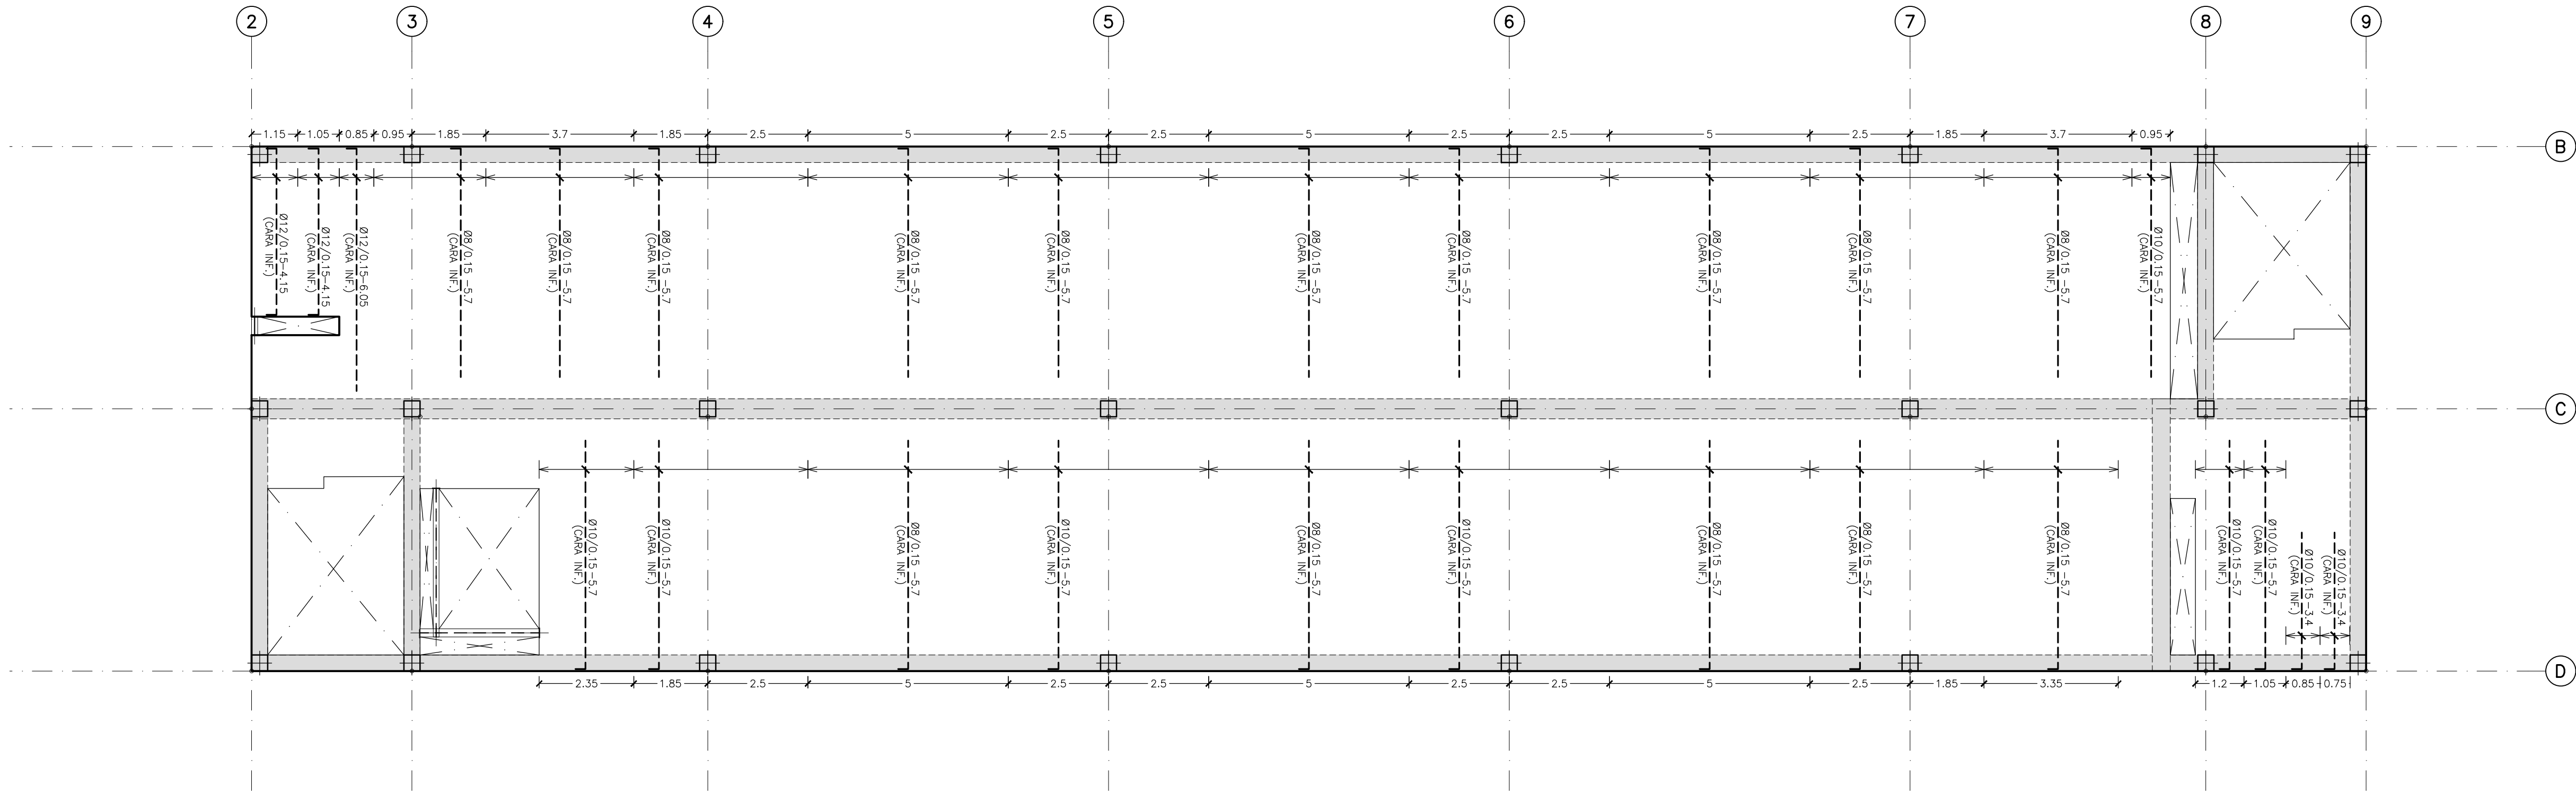 2 3 4 5 6 7 8 9
1.15 1.05 0.85 0.95 1.85 3.7 1.85 2.5 5 2.5 2.5 5 2.5 2.5 5 2.5 1.85 3.7 0.95
B
Ø12/0.15-4.15
(CARA INF.)
Ø12/0.15-4.15
(CARA INF.)
Ø12/0.15-6.05
(CARA INF.)
Ø8/0.15 -5.7
(CARA INF.)
Ø8/0.15 -5.7
(CARA INF.)
Ø8/0.15 -5.7
(CARA INF.)
Ø8/0.15 -5.7
(CARA INF.)
Ø8/0.15 -5.7
(CARA INF.)
Ø8/0.15 -5.7
(CARA INF.)
Ø8/0.15 -5.7
(CARA INF.)
Ø8/0.15 -5.7
(CARA INF.)
Ø8/0.15 -5.7
(CARA INF.)
Ø8/0.15 -5.7
(CARA INF.)
Ø10/0.15 -5.7
(CARA INF.)
C
Ø10/0.15 -5.7
(CARA INF.)
Ø10/0.15 -5.7
(CARA INF.)
Ø8/0.15 -5.7
(CARA INF.)
Ø10/0.15 -5.7
(CARA INF.)
Ø8/0.15 -5.7
(CARA INF.)
Ø10/0.15 -5.7
(CARA INF.)
Ø8/0.15 -5.7
(CARA INF.)
Ø8/0.15 -5.7
(CARA INF.)
Ø8/0.15 -5.7
(CARA INF.)
Ø10/0.15 -5.7
(CARA INF.)
Ø10/0.15 -5.7
(CARA INF.)
Ø10/0.15 -3.4
(CARA INF.)
Ø10/0.15 -3.4
(CARA INF.)
D
2.35 1.85 2.5 5 2.5 2.5 5 2.5 2.5 5 2.5 1.85 3.35 1.2 1.05 0.85 0.75